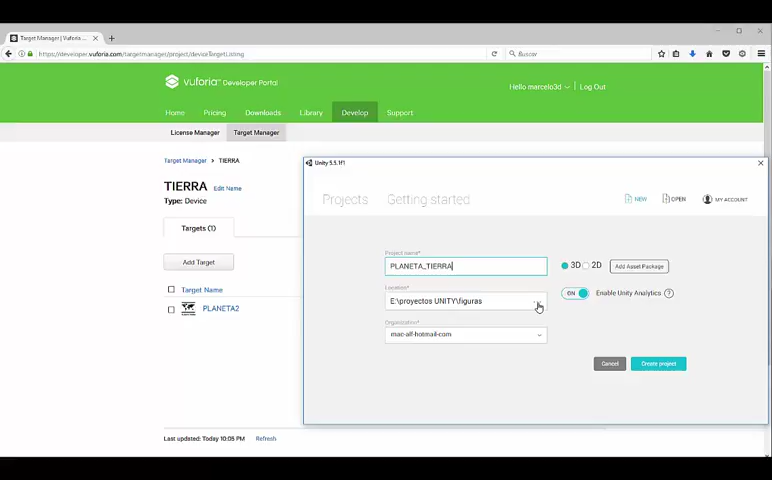 Target Manager | Vuforia ...
https://developer.vuforia.com/targetmanager/project/deviceTargetListing
Buscar
vuforia™ Developer Portal
Hello marcelo3d
Log Out
Home
Pricing
Downloads
Library
Develop
Support
License Manager
Target Manager
Target Manager > TIERRA
TIERRA Edit Name
Type: Device
Targets (1)
Add Target
Target Name
PLANETA2
Last updated: Today 10:05 PM Refresh
Unity 5.5.1f1
Projects
Getting started
NEW
OPEN
MY ACCOUNT
Project name*
PLANETA_TIERRA
3D
2D
Add Asset Package
Location*
E:\proyectos UNITY\figuras
ON
Enable Unity Analytics ?
Organization*
mac-alf-hotmail-com
Cancel
Create project